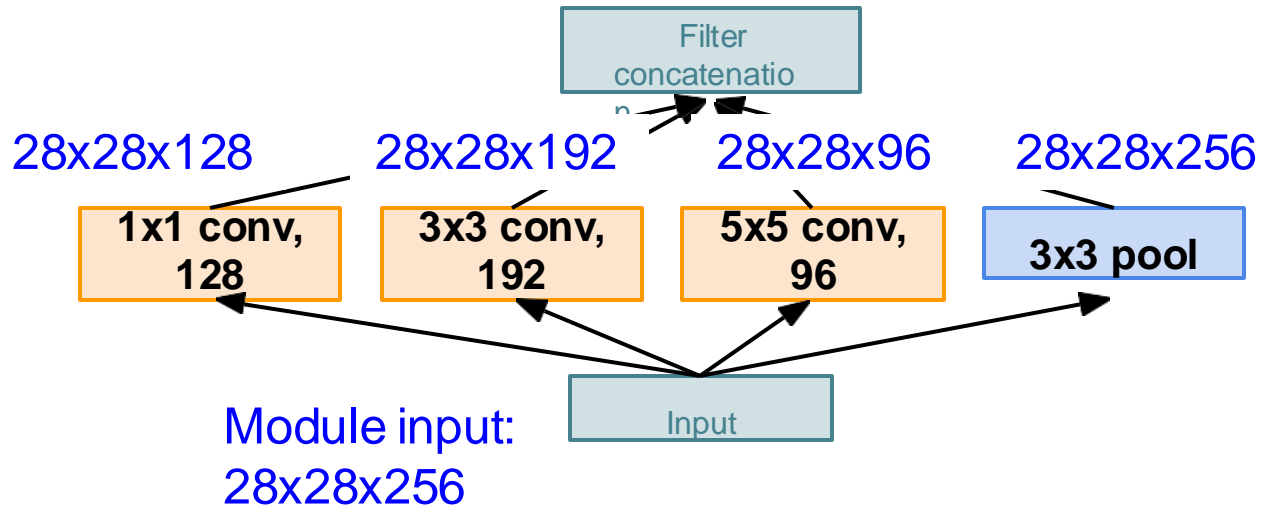 Filter
concatenatio
n
28x28x128
28x28x192
28x28x96
28x28x256
1x1 conv,
128
3x3 conv,
192
5x5 conv,
96
3x3 pool
Input
Module input:
28x28x256